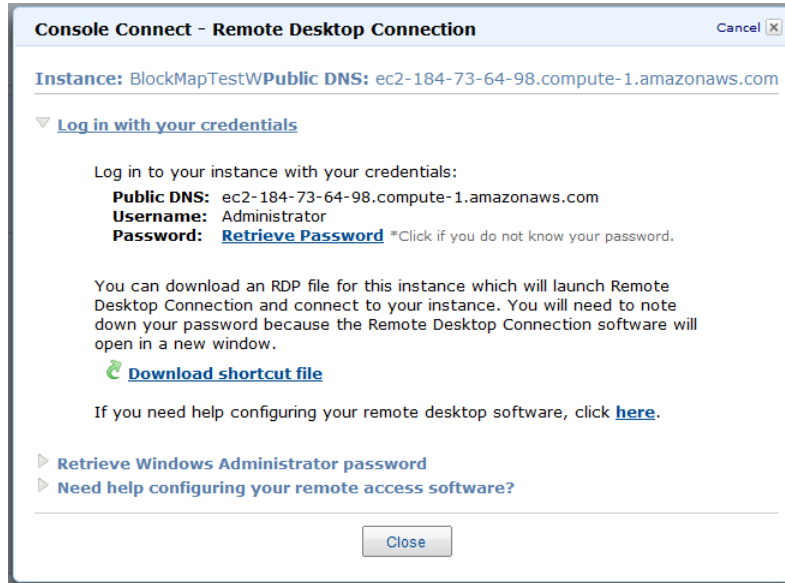 Console Connect - Remote Desktop Connection Cancel
Instance: BlockMapTestWPublic DNS: ec2-184-73-64-98.compute-1.amazonaws.com
Log in with your credentials
Log in to your instance with your credentials:
Public DNS: ec2-184-73-64-98.compute-1.amazonaws.com
Username: Administrator
Password: Retrieve Password *Click if you do not know your password.
You can download an RDP file for this instance which will launch Remote
Desktop Connection and connect to your instance. You will need to note
down your password because the Remote Desktop Connection software will
open in a new window.
Download shortcut file
If you need help configuring your remote desktop software, click here.
Retrieve Windows Administrator password
Need help configuring your remote access software?
Close